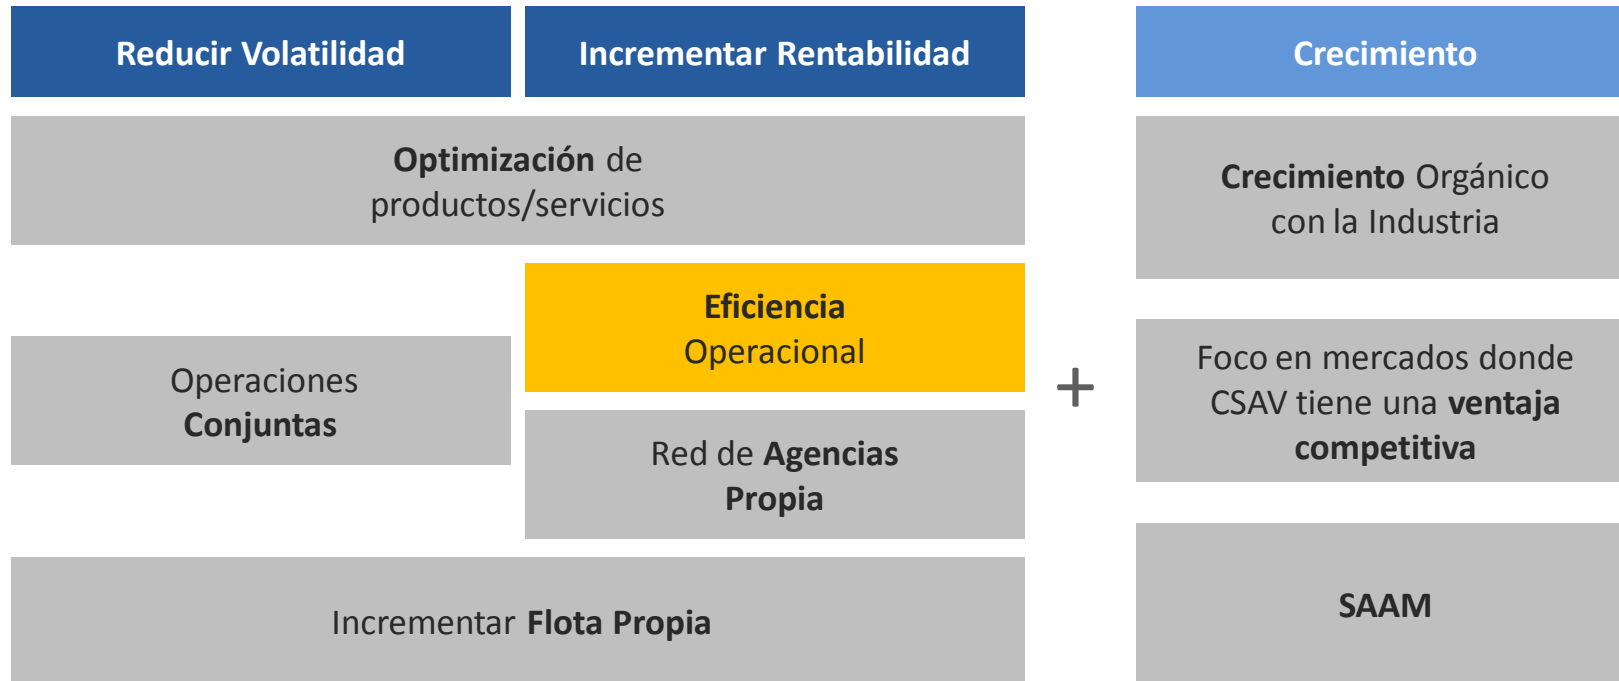 Reducir Volatilidad
Incrementar Rentabilidad
Crecimiento
Optimización de
productos/servicios
Eficiencia
Operacional
Operaciones
Conjuntas
Red de Agencias
Propia
Incrementar Flota Propia
+
Crecimiento Orgánico
con la Industria
Foco en mercados donde
CSAV tiene una ventaja
competitiva
SAAM